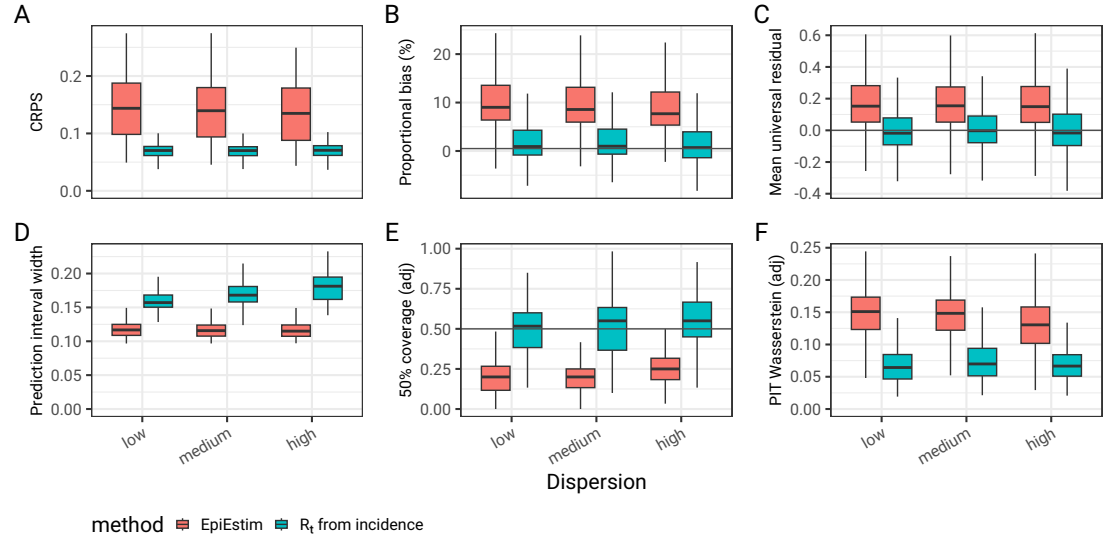 A
CRPS
0.2
0.1
0.0
B
Proportional bias (%)
20
10
0
C
Mean universal residual
0.6
0.4
0.2
0.0
-0.2
-0.4
D
Prediction interval width
0.20
0.15
0.10
0.05
0.00
low
medium
high
E
50% coverage (adj)
1.00
0.75
0.50
0.25
0.00
low
medium
high
F
PIT Wasserstein (adj)
0.25
0.20
0.15
0.10
0.05
0.00
low
medium
high
Dispersion
method EpiEstim Rt from incidence